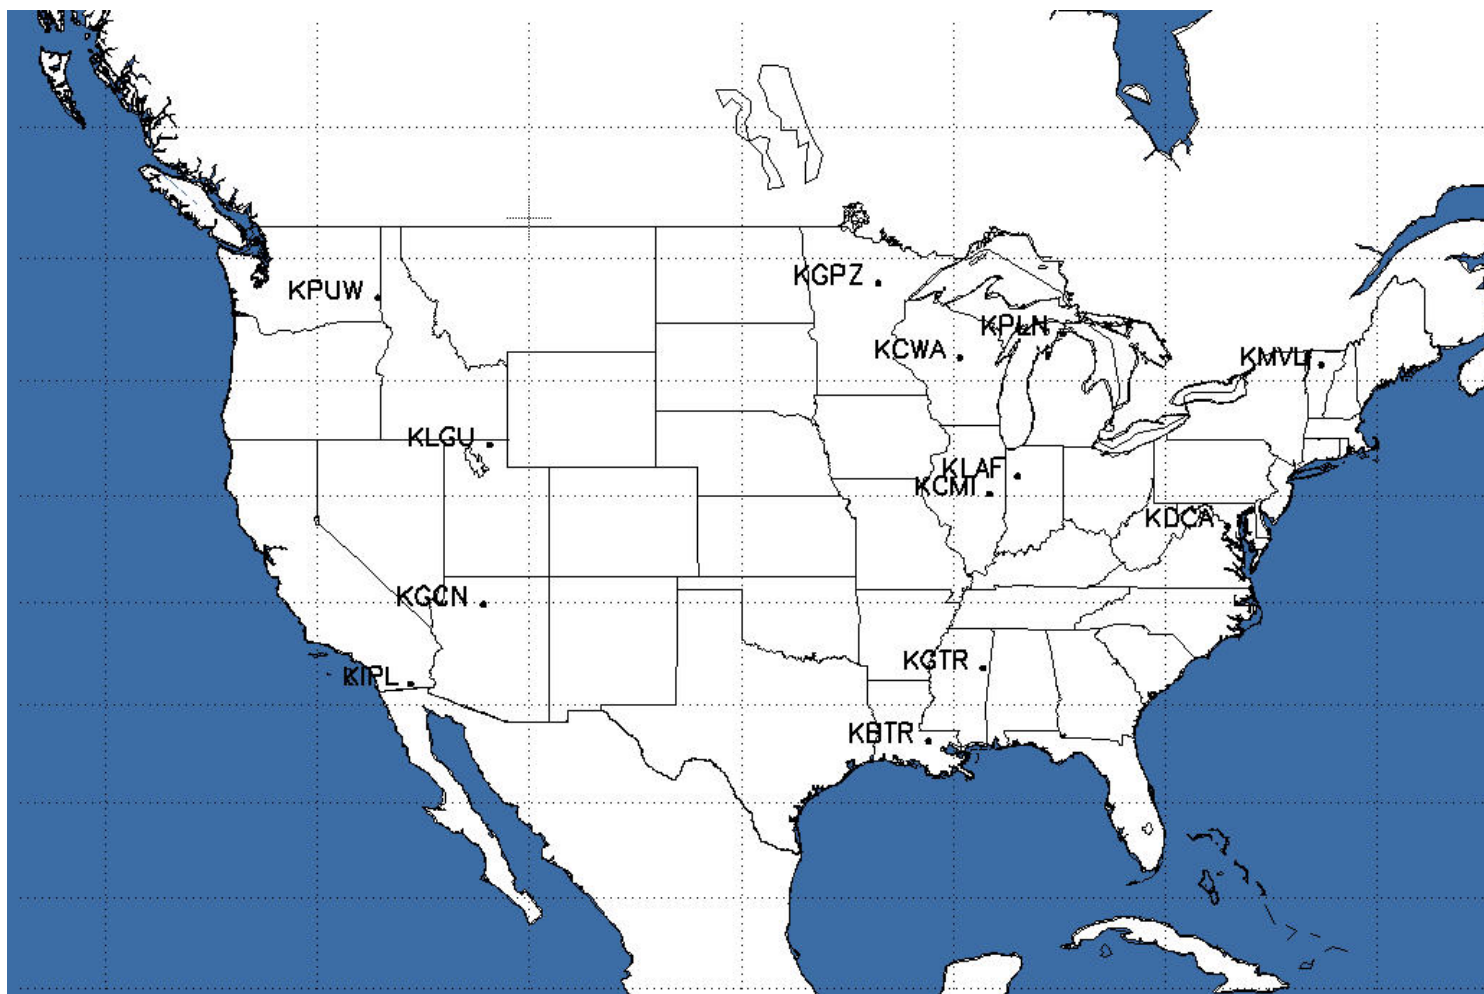 KGPZ
KPUW
KPLN
KCWA
KMVL
KLGU
KLAF
KCMI
KDCA
KGCN
KGTR
KIPL
KBTR